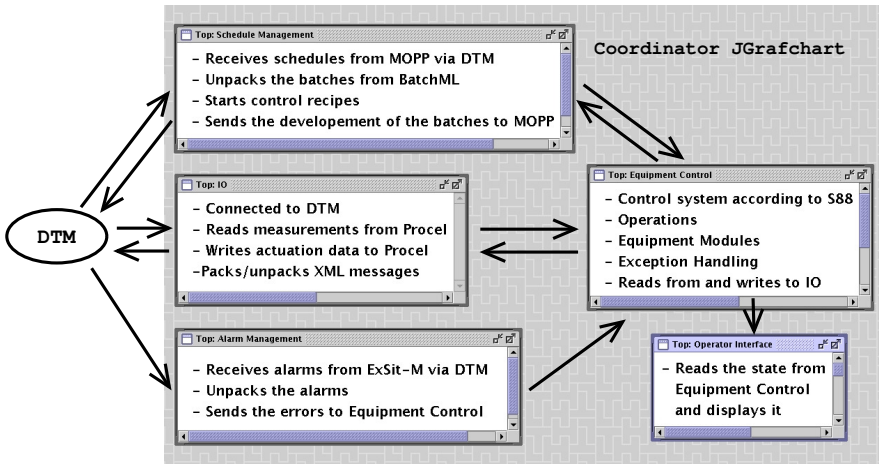 Top: Schedule Management
– Receives schedules from MOPP via DTM
– Unpacks the batches from BatchML
– Starts control recipes
– Sends the developement of the batches to MOPP
Coordinator JGrafchart
Top: IO
– Connected to DTM
– Reads measurements from Procel
– Writes actuation data to Procel
–Packs/unpacks XML messages
DTM
Top: Equipment Control
– Control system according to S88
– Operations
– Equipment Modules
– Exception Handling
– Reads from and writes to IO
Top: Alarm Management
– Receives alarms from ExSit–M via DTM
– Unpacks the alarms
– Sends the errors to Equipment Control
Top: Operator Interface
– Reads the state from
Equipment Control
and displays it